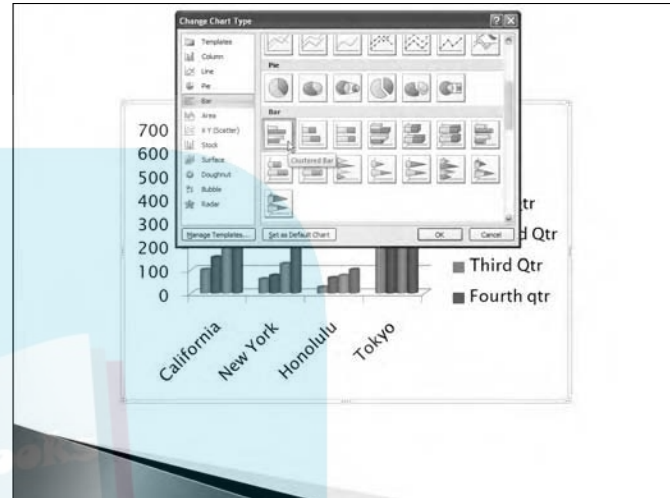 Change Chart Type
Templates
Column
Line
Pie
Bar
Area
X Y (Scatter)
Stock
Surface
Doughnut
Bubble
Radar
Pie
Bar
Clustered Bar
Manage Templates...
Set as Default Chart
OK
Cancel
700
600
500
400
300
200
100
0
California
New York
Honolulu
Tokyo
Qtr
Third Qtr
Fourth qtr